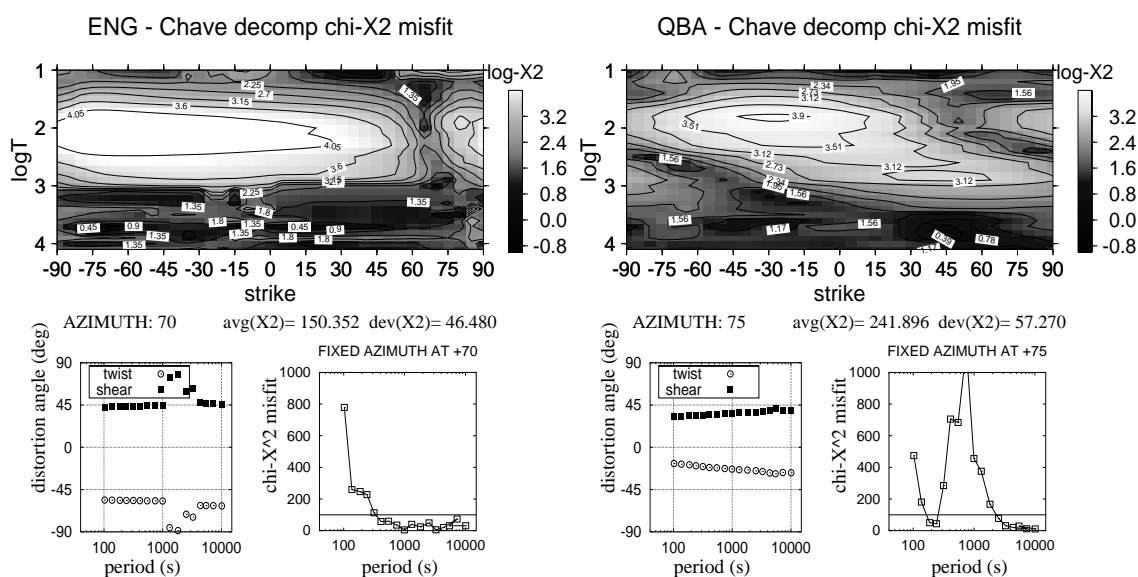 ENG - Chave decomp chi-X2 misfit
1
2
3
4
logT
-90 -75 -60 -45 -30 -15 0 15 30 45 60 75 90
strike
log-X2
3.2
2.4
1.6
0.8
0.0
-0.8
1.25
2.7
3.15
3.6
4.05
4.05
3.6
1.35
2.25
1.35
1.8
1.8
1.35
0.45
0.9
1.35
1.35
1.35
1.35
1.8
1.8
0.9
1.35
AZIMUTH: 70 avg(X2)= 150.352 dev(X2)= 46.480
distortion angle (deg)
90
45
0
-45
-90
twist
shear
100 1000 10000
period (s)
FIXED AZIMUTH AT +70
chi-X^2 misfit
1000
800
600
400
200
0
100 1000 10000
period (s)
QBA - Chave decomp chi-X2 misfit
1
2
3
4
logT
-90 -75 -60 -45 -30 -15 0 15 30 45 60 75 90
strike
log-X2
3.2
2.4
1.6
0.8
0.0
-0.8
2.34
2.73
3.12
1.95
1.56
3.9
3.51
3.51
1.56
3.12
2.73
2.34
1.95
1.56
3.12
3.12
1.56
1.17
1.56
0.39
0.78
AZIMUTH: 75 avg(X2)= 241.896 dev(X2)= 57.270
distortion angle (deg)
90
45
0
-45
-90
twist
shear
100 1000 10000
period (s)
FIXED AZIMUTH AT +75
chi-X^2 misfit
1000
800
600
400
200
0
100 1000 10000
period (s)